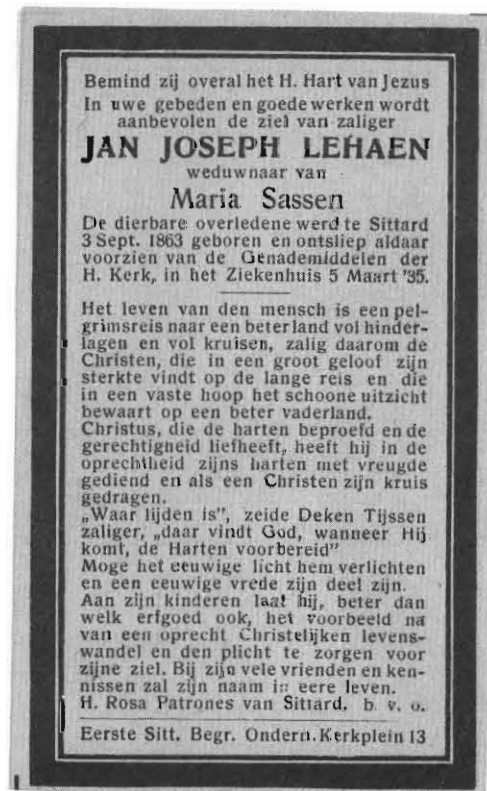 Bemind zij overal het H. Hart van Jezus
In uwe gebeden en goede werken wordt
aanbevolen de ziel van zaliger
JAN JOSEPH LEHAEN
weduwnaar van
Maria Sassen
De dierbare overledene werd te Sittard
3 Sept. 1863 geboren en ontsliep aldaar
voorzien van de Genademiddelen der
H. Kerk, in het Ziekenhuis 5 Maart '35.
Het leven van den mensch is een pel-
grimsreis naar een beter land vol hinder-
lagen en vol kruisen, zalig daarom de
Christen, die in een groot geloof zijn
sterkte vindt op de lange reis en die
in een vaste hoop het schoone uitzicht
bewaart op een beter vaderland.
Christus, die de harten beproefd en de
gerechtigheid liefheeft, heeft hij in de
oprechtheid zijns harten met vreugde
gediend en als een Christen zijn kruis
gedragen.
„Waar lijden is", zeide Deken Tijssen
zaliger, „daar vindt God, wanneer Hij
komt, de Harten voorbereid"
Moge het eeuwige licht hem verlichten
en een eeuwige vrede zijn deel zijn.
Aan zijn kinderen laat hij, beter dan
welk erfgoed ook, het voorbeeld na
van een oprecht Christelijken levens-
wandel en den plicht te zorgen voor
zijne ziel. Bij zijn vele vrienden en ken-
nissen zal zijn naam in eere leven.
H. Rosa Patrones van Sittard. b. v. o.
Eerste Sitt. Begr. Ondern. Kerkplein 13